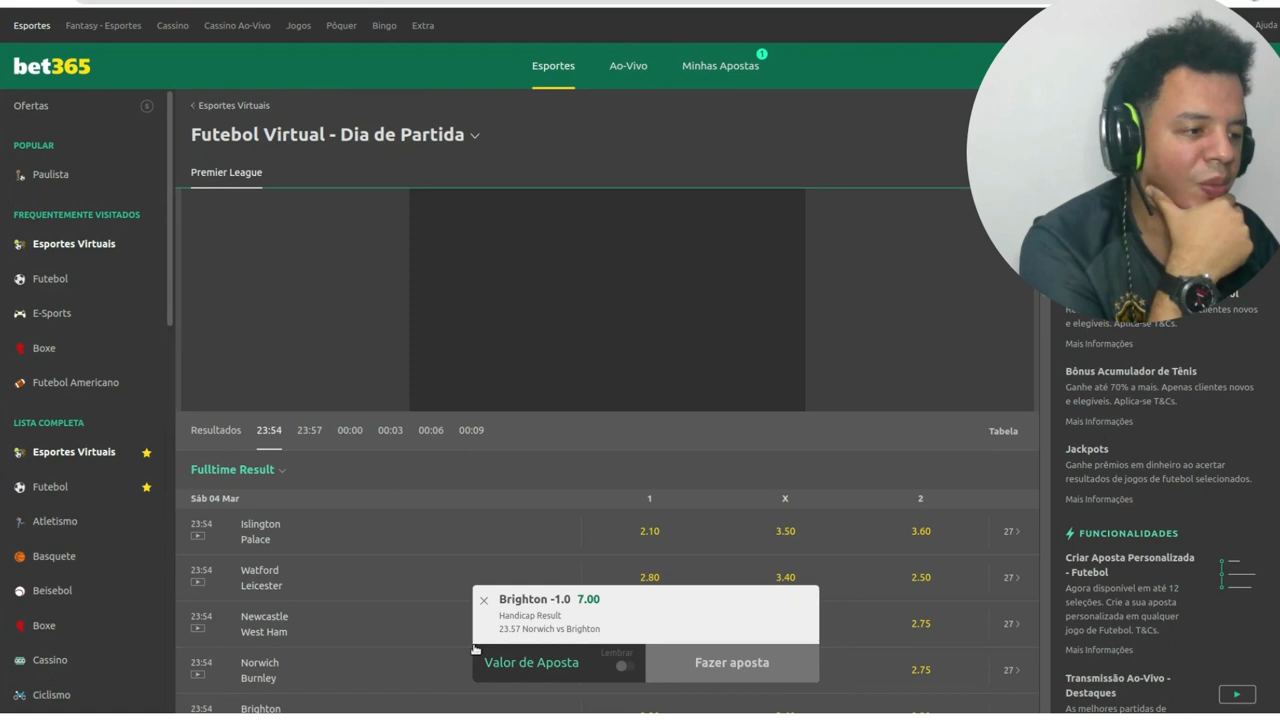 Esportes
Fantasy - Esportes
Cassino
Cassino Ao-Vivo
Jogos
Pôquer
Bingo
Extra
Ajuda
bet365
Esportes
Ao-Vivo
Minhas Apostas
1
Ofertas
POPULAR
Paulista
FREQUENTEMENTE VISITADOS
Esportes Virtuais
Futebol
E-Sports
Boxe
Futebol Americano
LISTA COMPLETA
Esportes Virtuais
Futebol
Atletismo
Basquete
Beisebol
Boxe
Cassino
Ciclismo
Esportes Virtuais
Futebol Virtual - Dia de Partida
Premier League
Resultados 23:54 23:57 00:00 00:03 00:06 00:09 Tabela
Fulltime Result
Sáb 04 Mar 1 X 2
23:54 Islington
Palace
2.10 3.50 3.60 27
23:54 Watford
Leicester
2.80 3.40 2.50 27
23:54 Newcastle
West Ham
2.75 27
23:54 Norwich
Burnley
2.75 27
23:54 Brighton
Brighton -1.0 7.00
Handicap Result
23.57 Norwich vs Brighton
Lembrar
Valor de Aposta
Fazer aposta
e elegíveis. Aplica-se T&Cs.
Mais Informações
Bônus Acumulador de Tênis
Ganhe até 70% a mais. Apenas clientes novos
e elegíveis. Aplica-se T&Cs.
Mais Informações
Jackpots
Ganhe prêmios em dinheiro ao acertar
resultados de jogos de futebol selecionados.
Mais Informações
FUNCIONALIDADES
Criar Aposta Personalizada
- Futebol
Agora disponível em até 12
seleções. Crie a sua aposta
personalizada em qualquer
jogo de Futebol. T&Cs.
Mais Informações
Transmissão Ao-Vivo -
Destaques
As melhores partidas de